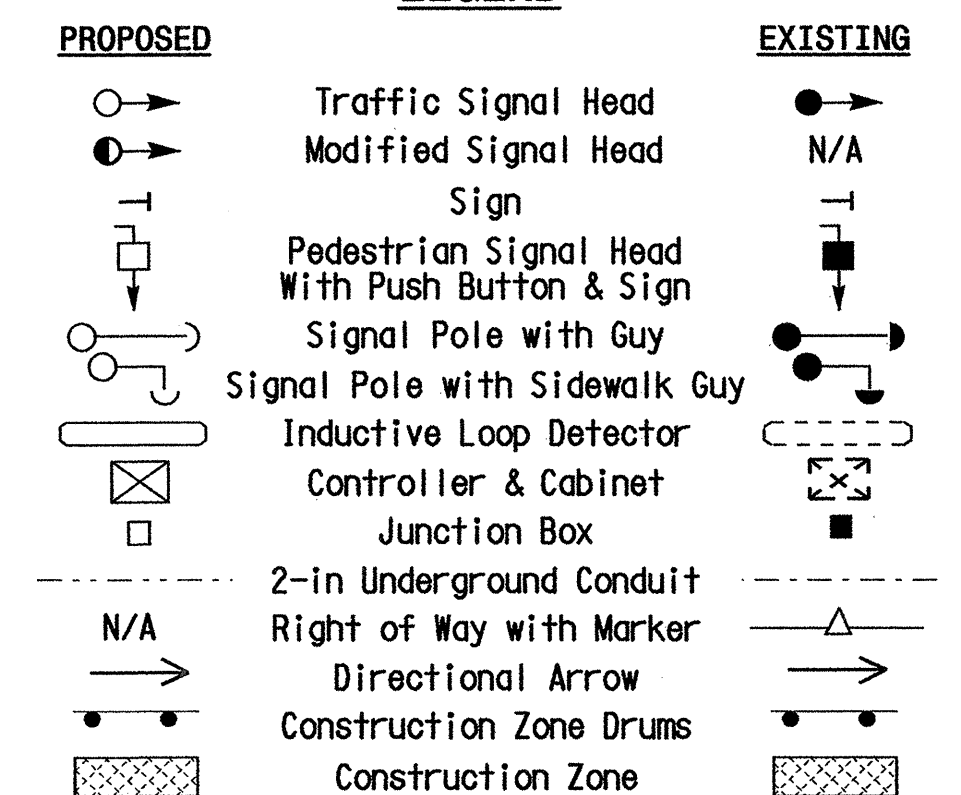 PROPOSED EXISTING
Traffic Signal Head
Modified Signal Head N/A
Sign
Pedestrian Signal Head
With Push Button & Sign
Signal Pole with Guy
Signal Pole with Sidewalk Guy
Inductive Loop Detector
Controller & Cabinet
Junction Box
2-in Underground Conduit
N/A Right of Way with Marker
Directional Arrow
Construction Zone Drums
Construction Zone